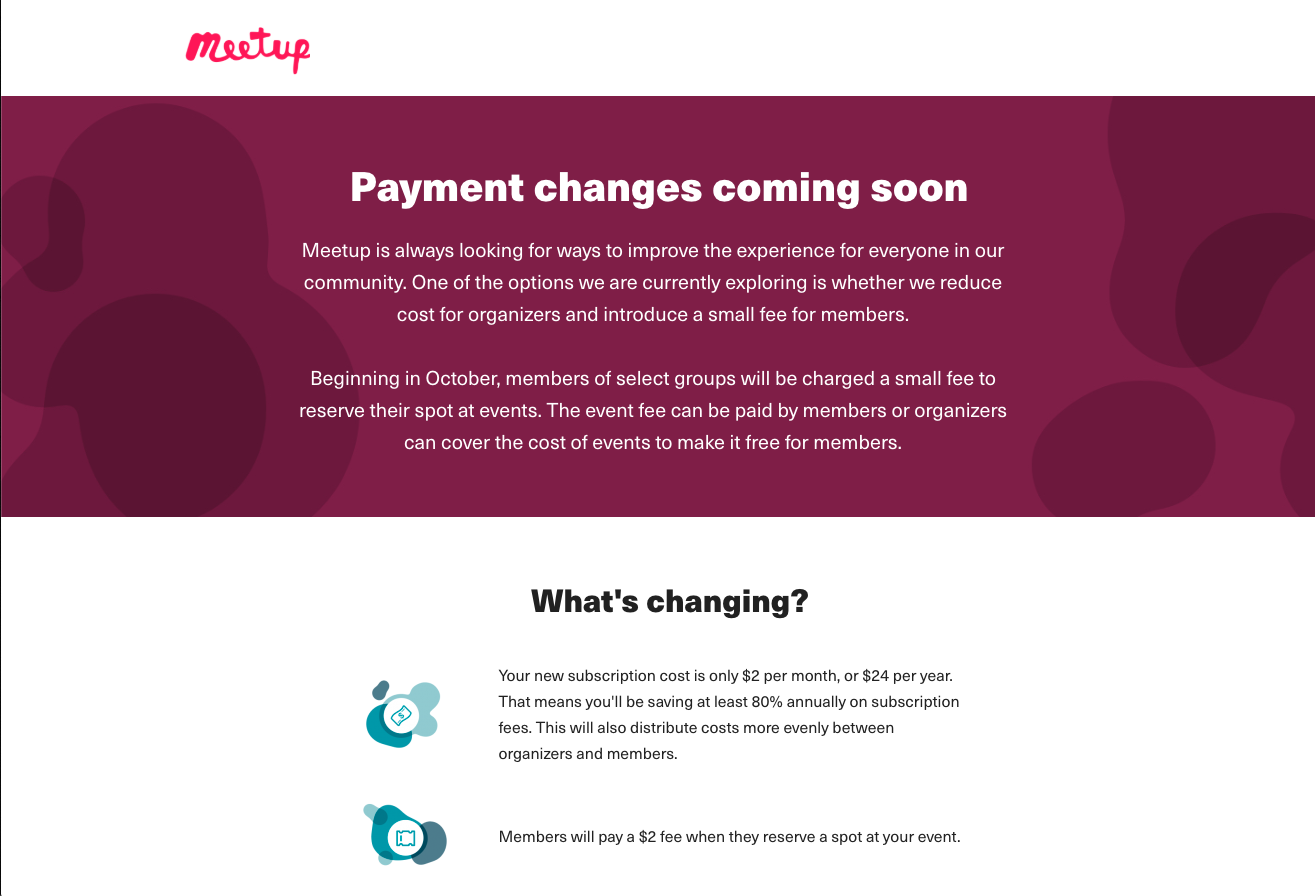 Meetup
Payment changes coming soon
Meetup is always looking for ways to improve the experience for everyone in our
community. One of the options we are currently exploring is whether we reduce
cost for organizers and introduce a small fee for members.
Beginning in October, members of select groups will be charged a small fee to
reserve their spot at events. The event fee can be paid by members or organizers
can cover the cost of events to make it free for members.
What's changing?
Your new subscription cost is only $2 per month, or $24 per year.
That means you'll be saving at least 80% annually on subscription
fees. This will also distribute costs more evenly between
organizers and members.
Members will pay a $2 fee when they reserve a spot at your event.